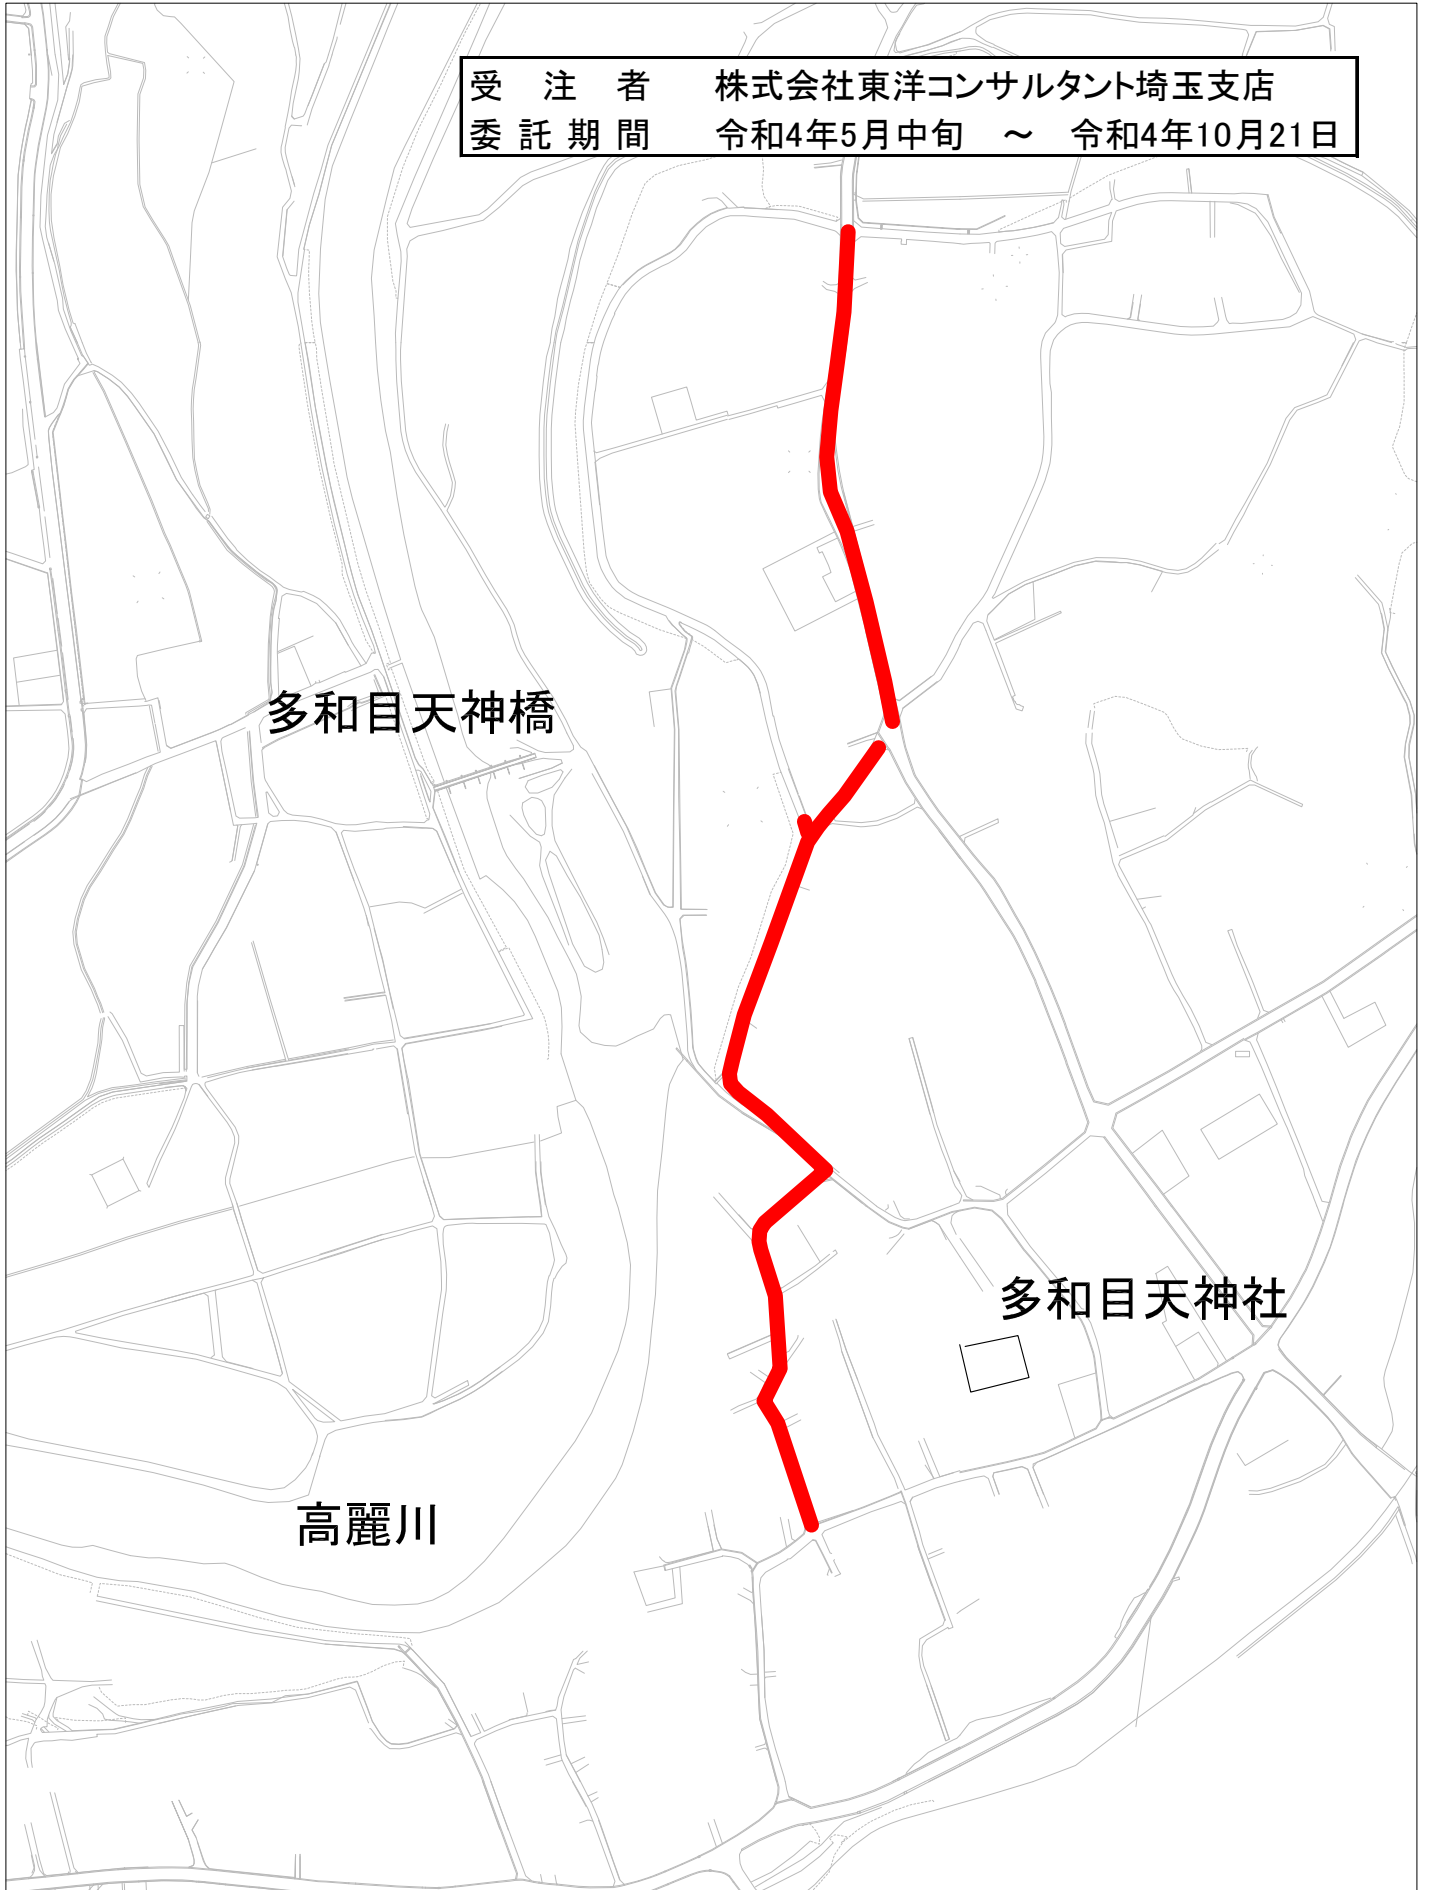 受注者 株式会社東洋コンサルタント埼玉支店
委託期間 令和4年5月中旬 ～ 令和4年10月21日
多和目天神橋
多和目天神社
高麗川